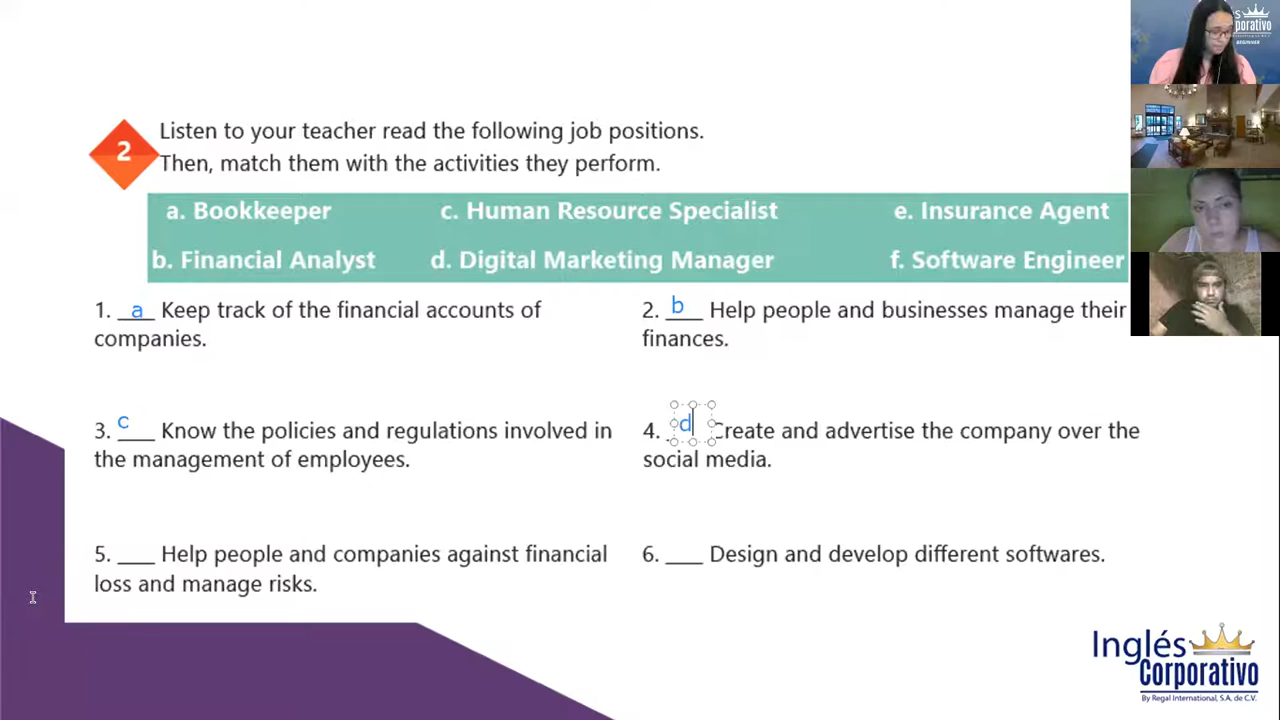 2
Listen to your teacher read the following job positions.
Then, match them with the activities they perform.
a. Bookkeeper
c. Human Resource Specialist
e. Insurance Agent
b. Financial Analyst
d. Digital Marketing Manager
f. Software Engineer
1. a Keep track of the financial accounts of
companies.
2. b Help people and businesses manage their
finances.
3. c Know the policies and regulations involved in
the management of employees.
4. d Create and advertise the company over the
social media.
5. ___ Help people and companies against financial
loss and manage risks.
6. ___ Design and develop different softwares.
Inglés
Corporativo
By Regal International, S.A. de C.V.
BEGINNER